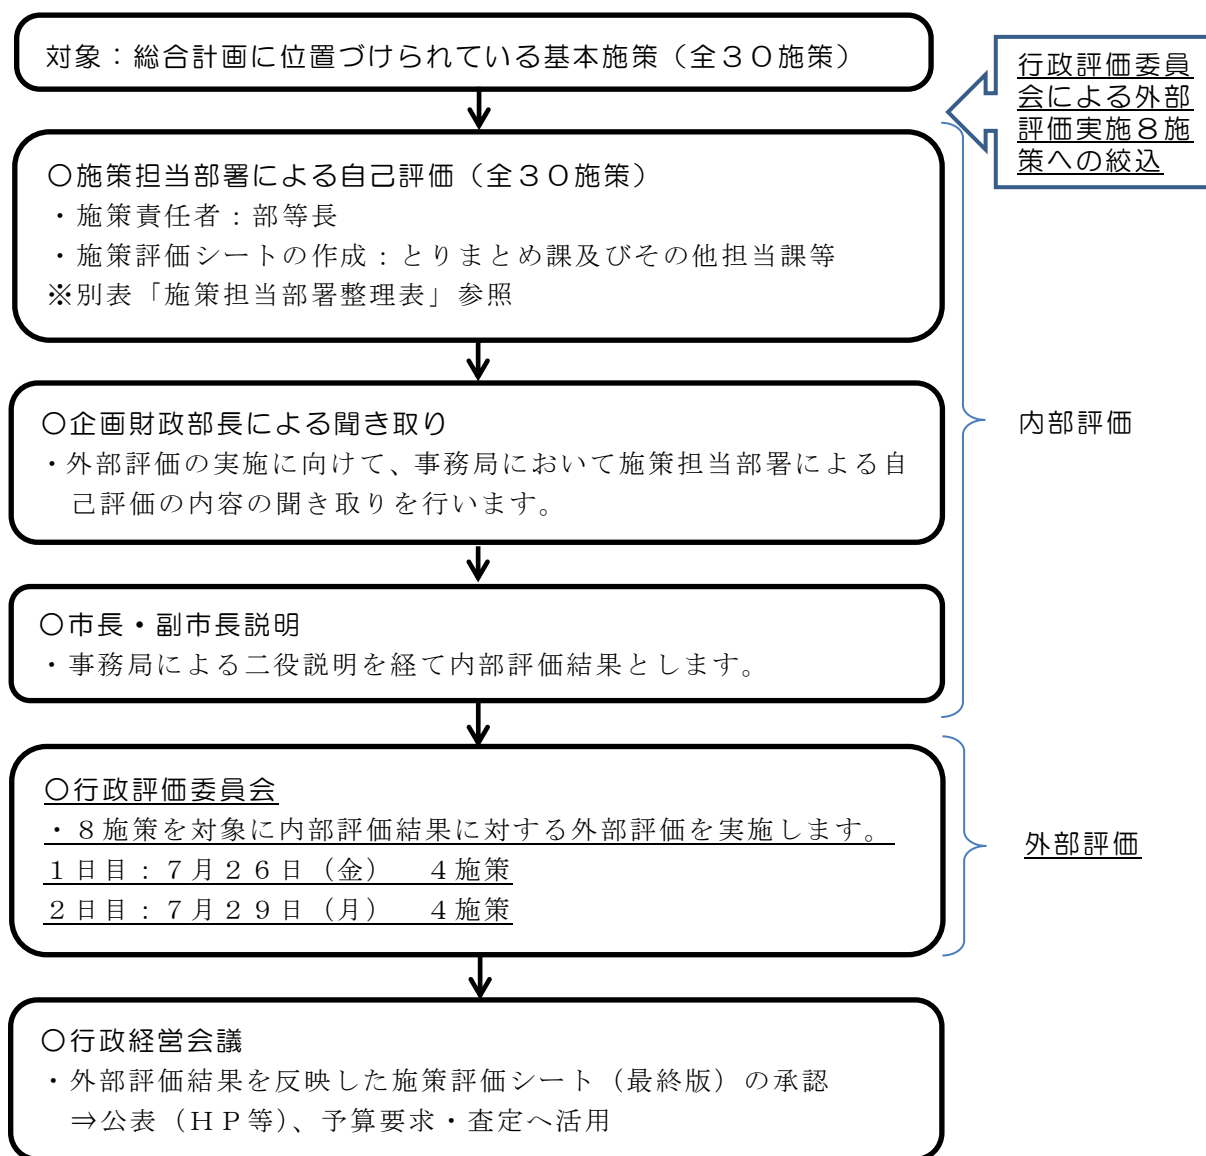 対象：総合計画に位置づけられている基本施策（全３０施策）
行政評価委員
会による外部
評価実施８施
策への絞込
〇施策担当部署による自己評価（全３０施策）
・施策責任者：部等長
・施策評価シートの作成：とりまとめ課及びその他担当課等
※別表「施策担当部署整理表」参照
〇企画財政部長による聞き取り
・外部評価の実施に向けて、事務局において施策担当部署による自
己評価の内容の聞き取りを行います。
内部評価
〇市長・副市長説明
・事務局による二役説明を経て内部評価結果とします。
〇行政評価委員会
・８施策を対象に内部評価結果に対する外部評価を実施します。
１日目：７月２６日（金）　４施策
２日目：７月２９日（月）　４施策
外部評価
〇行政経営会議
・外部評価結果を反映した施策評価シート（最終版）の承認
⇒公表（ＨＰ等）、予算要求・査定へ活用